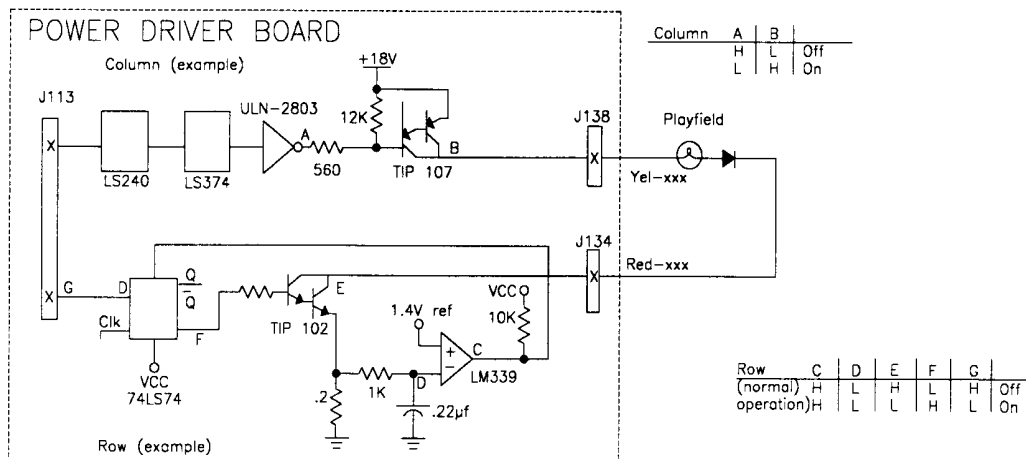 POWER DRIVER BOARD
Column (example)
Column A B
H L Off
L H On
+18V
J113
ULN-2803
12K
J138
Playfield
X
A
B
X
LS240
LS374
560
TIP 107
Yel-xxx
J134
Q
X
Red-xxx
X
G
D
Q
E
VCC
1.4V ref
10K
Clk
F
TIP 102
+
C
-
D
LM339
VCC
74LS74
1K
.2
.22µf
Row C D E F G
(normal) H L H L H Off
operation) H L L H L On
Row (example)